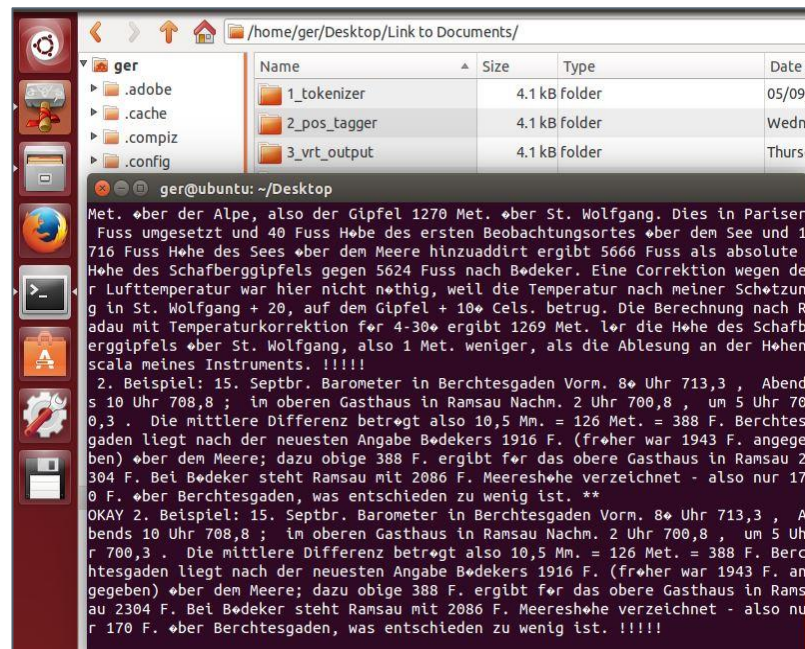 /home/ger/Desktop/Link to Documents/
ger
Name Size Type Date
.adobe
1_tokenizer 4.1 kB folder 05/09
.cache
2_pos_tagger 4.1 kB folder Wedn
.compiz
.config
3_vrt_output 4.1 kB folder Thurs
ger@ubuntu: ~/Desktop
Met. �ber der Alpe, also der Gipfel 1270 Met. �ber St. Wolfgang. Dies in Pariser
Fuss umgesetzt und 40 Fuss H�be des ersten Beobachtungsortes �ber dem See und 1
716 Fuss H�he des Sees �ber dem Meere hinzuaddirt ergibt 5666 Fuss als absolute
H�he des Schafberggipfels gegen 5624 Fuss nach B�deker. Eine Correktion wegen de
r Lufttemperatur war hier nicht n�thig, weil die Temperatur nach meiner Sch�tzun
g in St. Wolfgang + 20, auf dem Gipfel + 10� Cels. betrug. Die Berechnung nach R
adau mit Temperaturkorrektion f�r 4-30� ergibt 1269 Met. l�r die H�he des Schafb
erggipfels �ber St. Wolfgang, also 1 Met. weniger, als die Ablesung an der H�hen
scala meines Instruments. !!!!!
2. Beispiel: 15. Septbr. Barometer in Berchtesgaden Vorm. 8� Uhr 713,3 , Abend
s 10 Uhr 708,8 ; im oberen Gasthaus in Ramsau Nachm. 2 Uhr 700,8 , um 5 Uhr 70
0,3 . Die mittlere Differenz betr�gt also 10,5 Mm. = 126 Met. = 388 F. Berchtes
gaden liegt nach der neuesten Angabe B�dekers 1916 F. (fr�her war 1943 F. angege
ben) �ber dem Meere; dazu obige 388 F. ergibt f�r das obere Gasthaus in Ramsau 2
304 F. Bei B�deker steht Ramsau mit 2086 F. Meeresh�he verzeichnet - also nur 17
0 F. �ber Berchtesgaden, was entschieden zu wenig ist. **
OKAY 2. Beispiel: 15. Septbr. Barometer in Berchtesgaden Vorm. 8� Uhr 713,3 , A
bends 10 Uhr 708,8 ; im oberen Gasthaus in Ramsau Nachm. 2 Uhr 700,8 , um 5 Uh
r 700,3 . Die mittlere Differenz betr�gt also 10,5 Mm. = 126 Met. = 388 F. Berc
htesgaden liegt nach der neuesten Angabe B�dekers 1916 F. (fr�her war 1943 F. an
gegeben) �ber dem Meere; dazu obige 388 F. ergibt f�r das obere Gasthaus in Rams
au 2304 F. Bei B�deker steht Ramsau mit 2086 F. Meeresh�he verzeichnet - also nu
r 170 F. �ber Berchtesgaden, was entschieden zu wenig ist. !!!!!